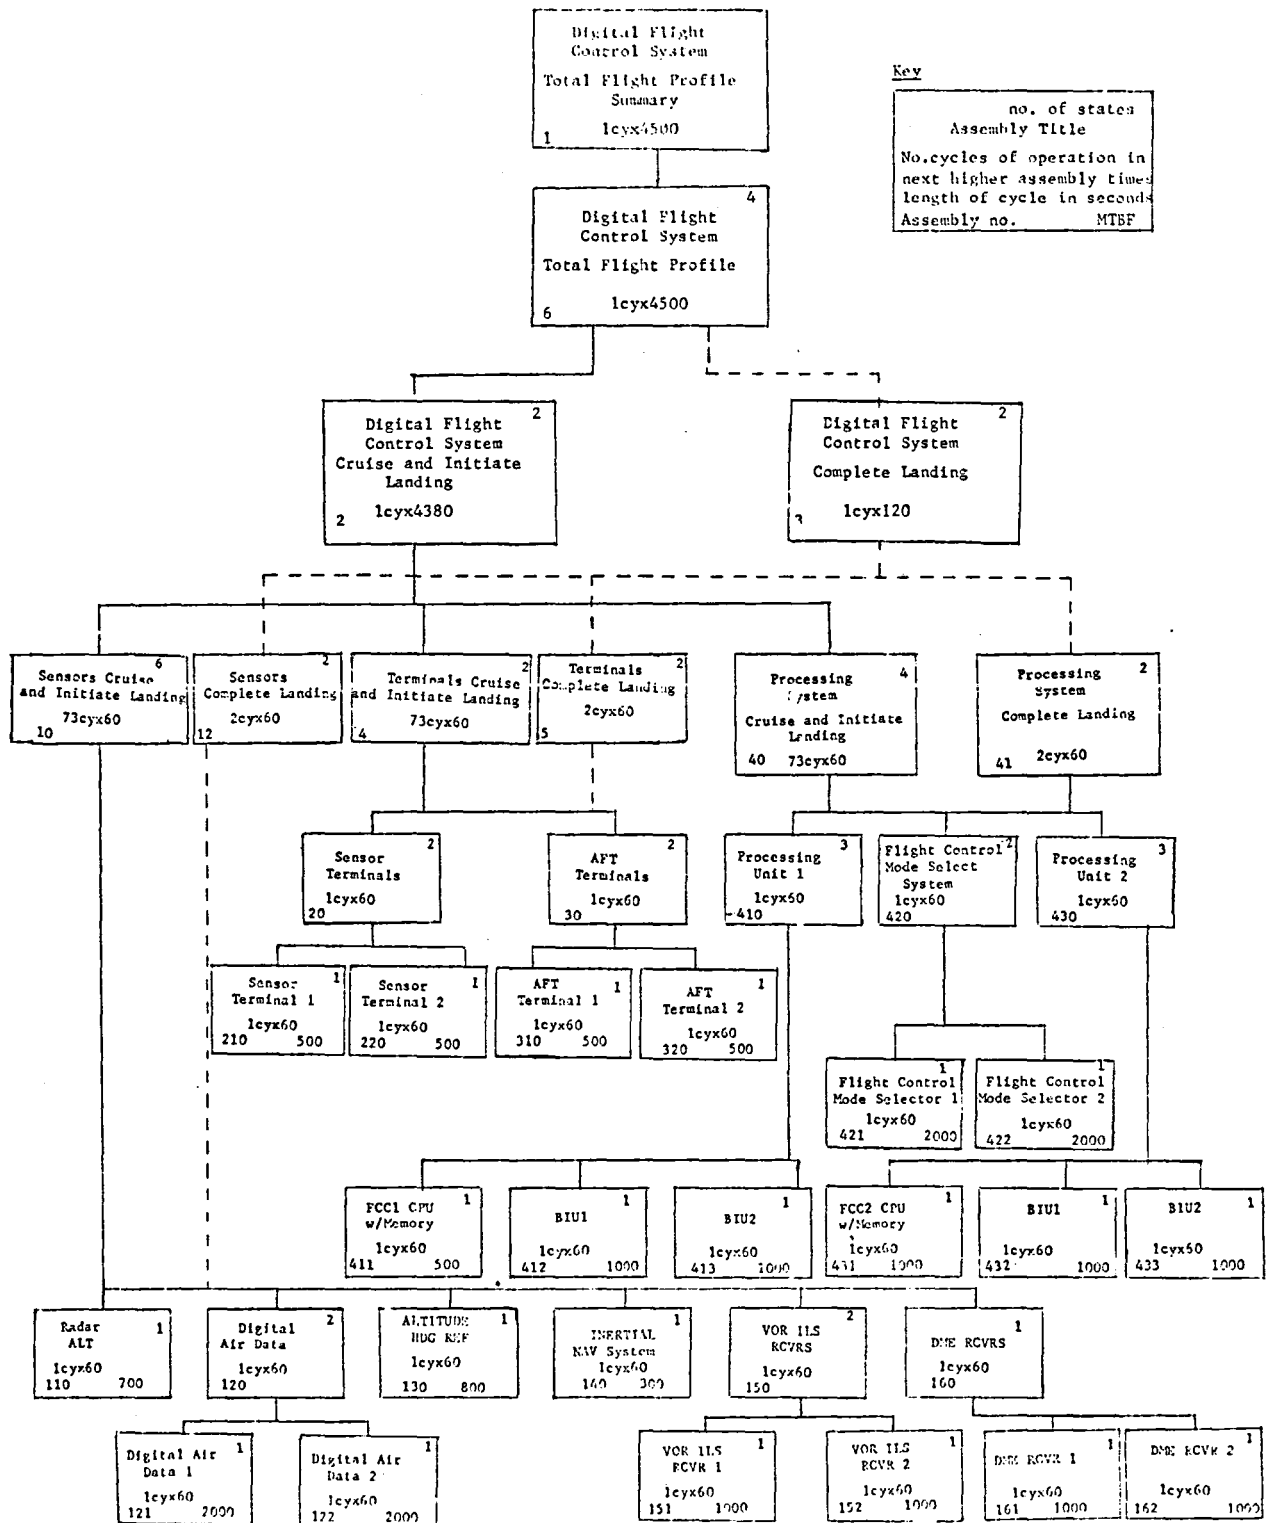 Digital Flight
Control System
Total Flight Profile
Summary
1cyx4500
1
Key
no. of states
Assembly Title
No.cycles of operation in
next higher assembly times
length of cycle in seconds
Assembly no. MTBF
4
Digital Flight
Control System
Total Flight Profile
1cyx4500
6
2
Digital Flight
Control System
Cruise and Initiate
Landing
1cyx4380
2
2
Digital Flight
Control System
Complete Landing
1cyx120
3
6
Sensors Cruise
and Initiate Landing
73cyx60
10
2
Sensors
Complete Landing
2cyx60
12
2
Terminals Cruise
and Initiate Landing
73cyx60
4
2
Terminals
Complete Landing
2cyx60
5
4
Processing
System
Cruise and Initiate
Landing
40 73cyx60
2
Processing
System
Complete Landing
41 2cyx60
2
Sensor
Terminals
1cyx60
20
2
AFT
Terminals
1cyx60
30
3
Processing
Unit 1
1cyx60
410
Flight Control 2
Mode Select
System
1cyx60
420
3
Processing
Unit 2
1cyx60
430
1
Sensor
Terminal 1
1cyx60
210 500
1
Sensor
Terminal 2
1cyx60
220 500
1
AFT
Terminal 1
1cyx60
310 500
1
AFT
Terminal 2
1cyx60
320 500
1
Flight Control
Mode Selector 1
1cyx60
421 2000
1
Flight Control
Mode Selector 2
1cyx60
422 2000
FCC1 CPU 1
w/Memory
1cyx60
411 500
1
BIU1
1cyx60
412 1000
1
BIU2
1cyx60
413 1000
FCC2 CPU 1
w/Memory
1cyx60
431 1000
1
BIU1
1cyx60
432 1000
1
BIU2
1cyx60
433 1000
Radar 1
ALT
1cyx60
110 700
Digital 2
Air Data
1cyx60
120
ALTITUDE 1
HDG REF
1cyx60
130 800
1
INERTIAL
NAV System
1cyx60
140 300
VOR ILS 2
RCVRS
1cyx60
150
1
DME RCVRS
1cyx60
160
1
Digital Air
Data 1
1cyx60
121 2000
1
Digital Air
Data 2
1cyx60
122 2000
VOR ILS 1
RCVR 1
1cyx60
151 1000
VOR ILS 1
RCVR 2
1cyx60
152 1000
1
DME RCVR 1
1cyx60
161 1000
1
DME RCVR 2
1cyx60
162 1000